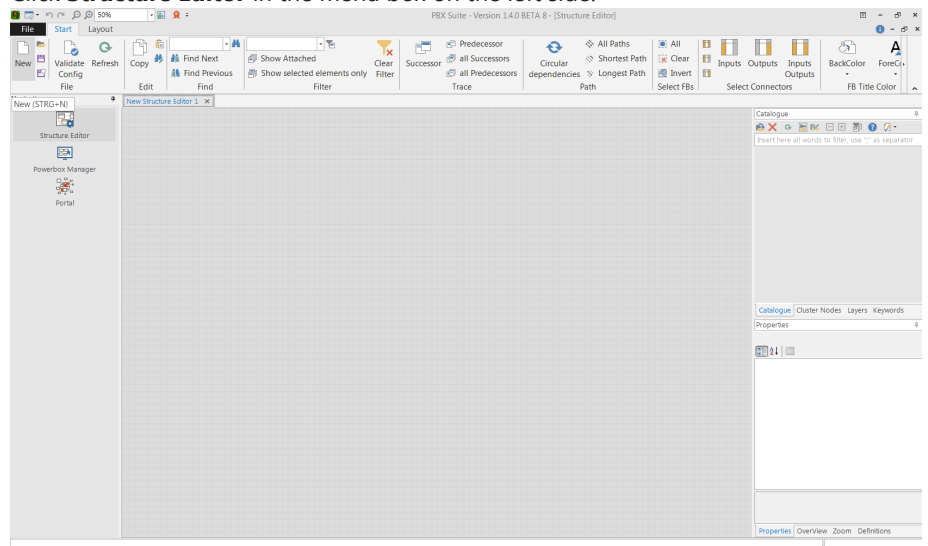 Click Structure Editor in the menu box on the left side.
50%
PBX Suite - Version 1.4.0 BETA 8 - [Structure Editor]
File Start Layout
New
Validate Config
Refresh
File
Copy
Edit
Find Next
Find Previous
Find
Show Attached
Show selected elements only
Clear Filter
Filter
Successor
Predecessor
all Successors
all Predecessors
Trace
Circular dependencies
All Paths
Shortest Path
Longest Path
Path
All
Clear
Invert
Select FBs
Inputs
Outputs
Inputs Outputs
Select Connectors
BackColor
FB Title Color
New (STRG+N)
New Structure Editor 1
Structure Editor
Powerbox Manager
Portal
Catalogue
Insert here all words to filter, use ";" as separator
Catalogue Cluster Nodes Layers Keywords
Properties
Properties OverView Zoom Definitions